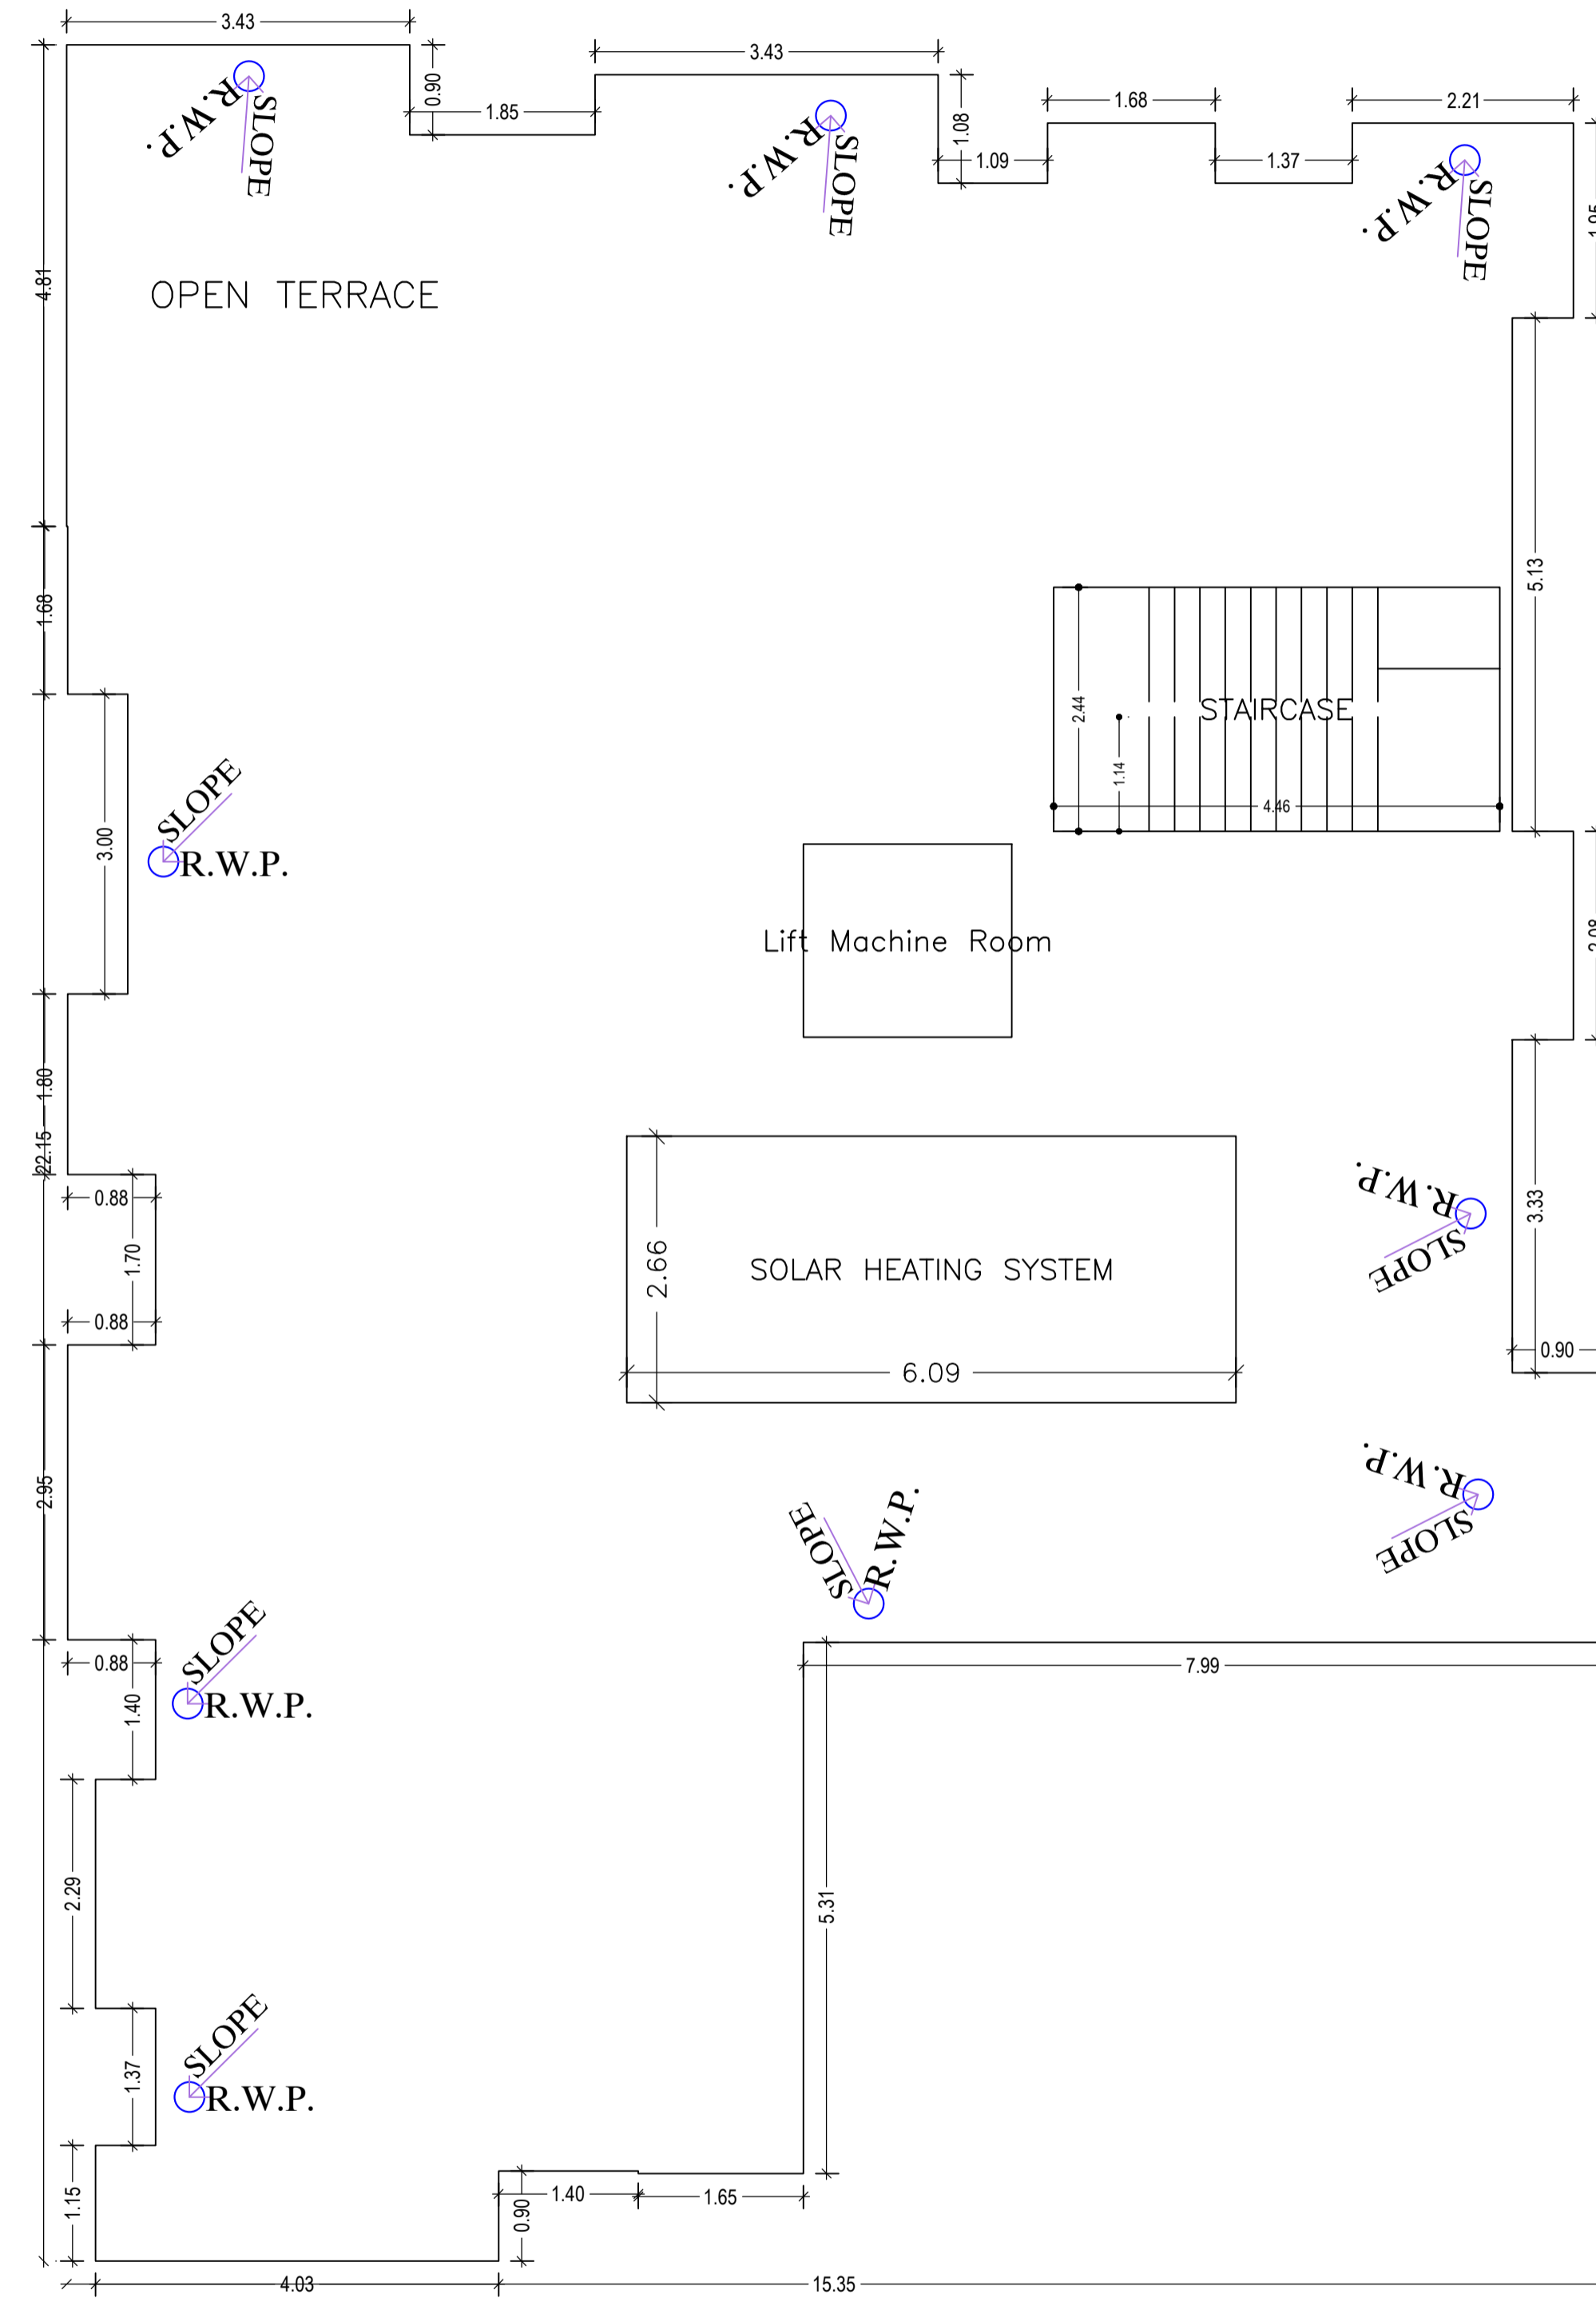 3.43
3.43
0.90
1.85
1.08
1.68
2.21
1.09
1.37
R.W.P.
SLOPE
R.W.P.
SLOPE
R.W.P.
SLOPE
4.81
OPEN TERRACE
5.13
1.68
2.44
STAIRCASE
1.14
4.46
SLOPE
R.W.P.
3.00
Lift Machine Room
1.80
22.15
0.88
1.70
0.88
2.66
SOLAR HEATING SYSTEM
6.09
R.W.P.
SLOPE
3.33
0.90
2.95
SLOPE
R.W.P.
R.W.P.
SLOPE
SLOPE
R.W.P.
0.88
1.40
7.99
2.29
5.31
SLOPE
R.W.P.
1.37
1.15
0.90
1.40
1.65
4.03
15.35